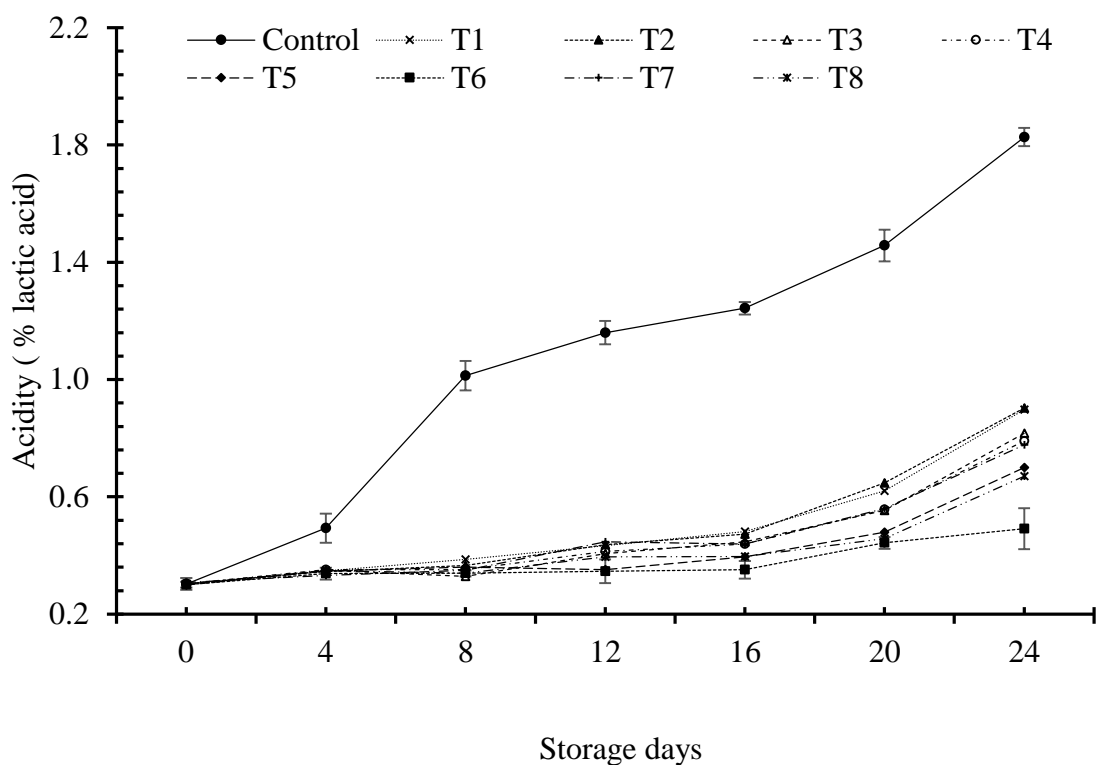 2.2
Control T1 T2 T3 T4
T5 T6 T7 T8
1.8
1.4
1.0
0.6
0.2
Acidity ( % lactic acid)
0 4 8 12 16 20 24
Storage days